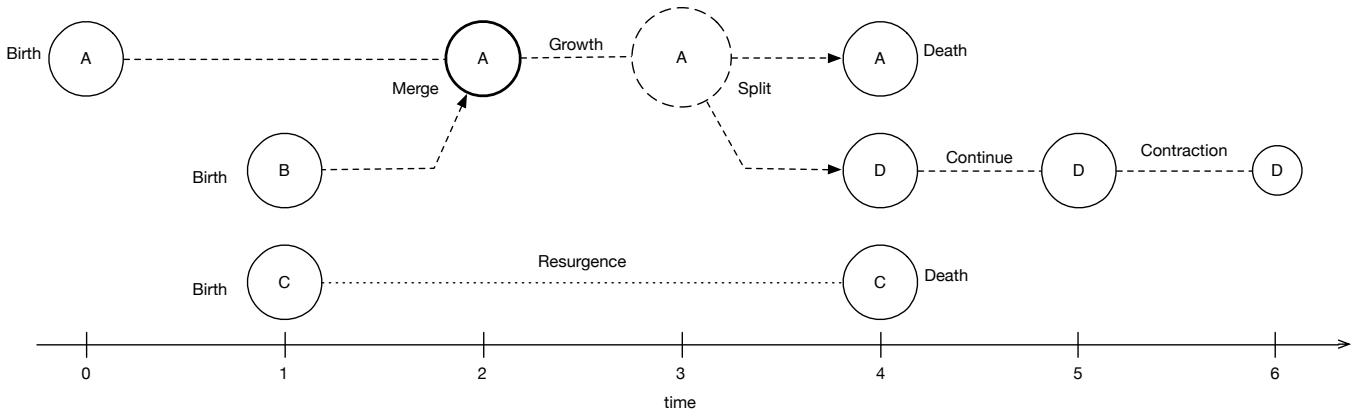 Birth A A Growth A A Death
Merge Split
Birth B D Continue D Contraction D
Birth C Resurgence C Death
0 1 2 3 4 5 6
time